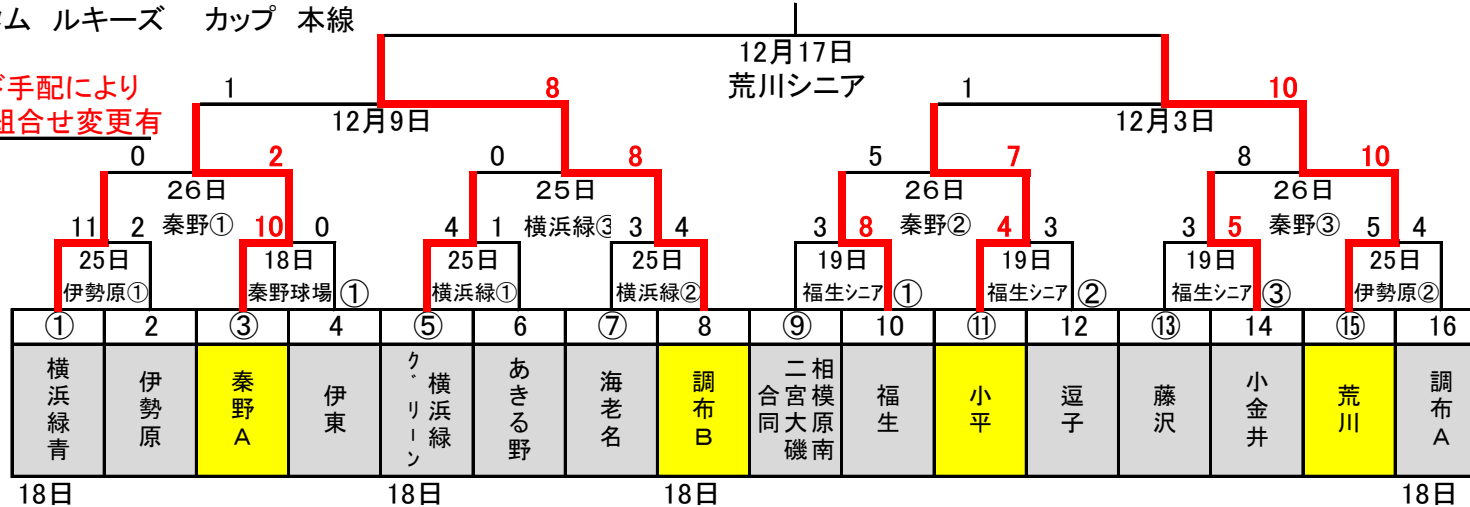 ム ルキーズ カップ 本線
12月17日
荒川シニア
手配により
組合せ変更有
1 8 1 10
12月9日 12月3日
0 2 0 8 5 7 8 10
26日 25日 26日 26日
秦野① 横浜緑③ 秦野② 秦野③
11 2 10 0 4 1 3 4 3 8 4 3 3 5 5 4
25日 18日 25日 25日 19日 19日 19日 25日
伊勢原① 秦野球場① 横浜緑① 横浜緑② 福生シニア① 福生シニア② 福生シニア③ 伊勢原②
① 2 ③ 4 ⑤ 6 ⑦ 8 ⑨ 10 ⑪ 12 ⑬ 14 ⑮ 16
横浜緑青
伊勢原
秦野A
伊東
横浜緑
グリーン
あきる野
海老名
調布B
相模原南
二宮大磯
合同
福生
小平
逗子
藤沢
小金井
荒川
調布A
18日 18日 18日 18日